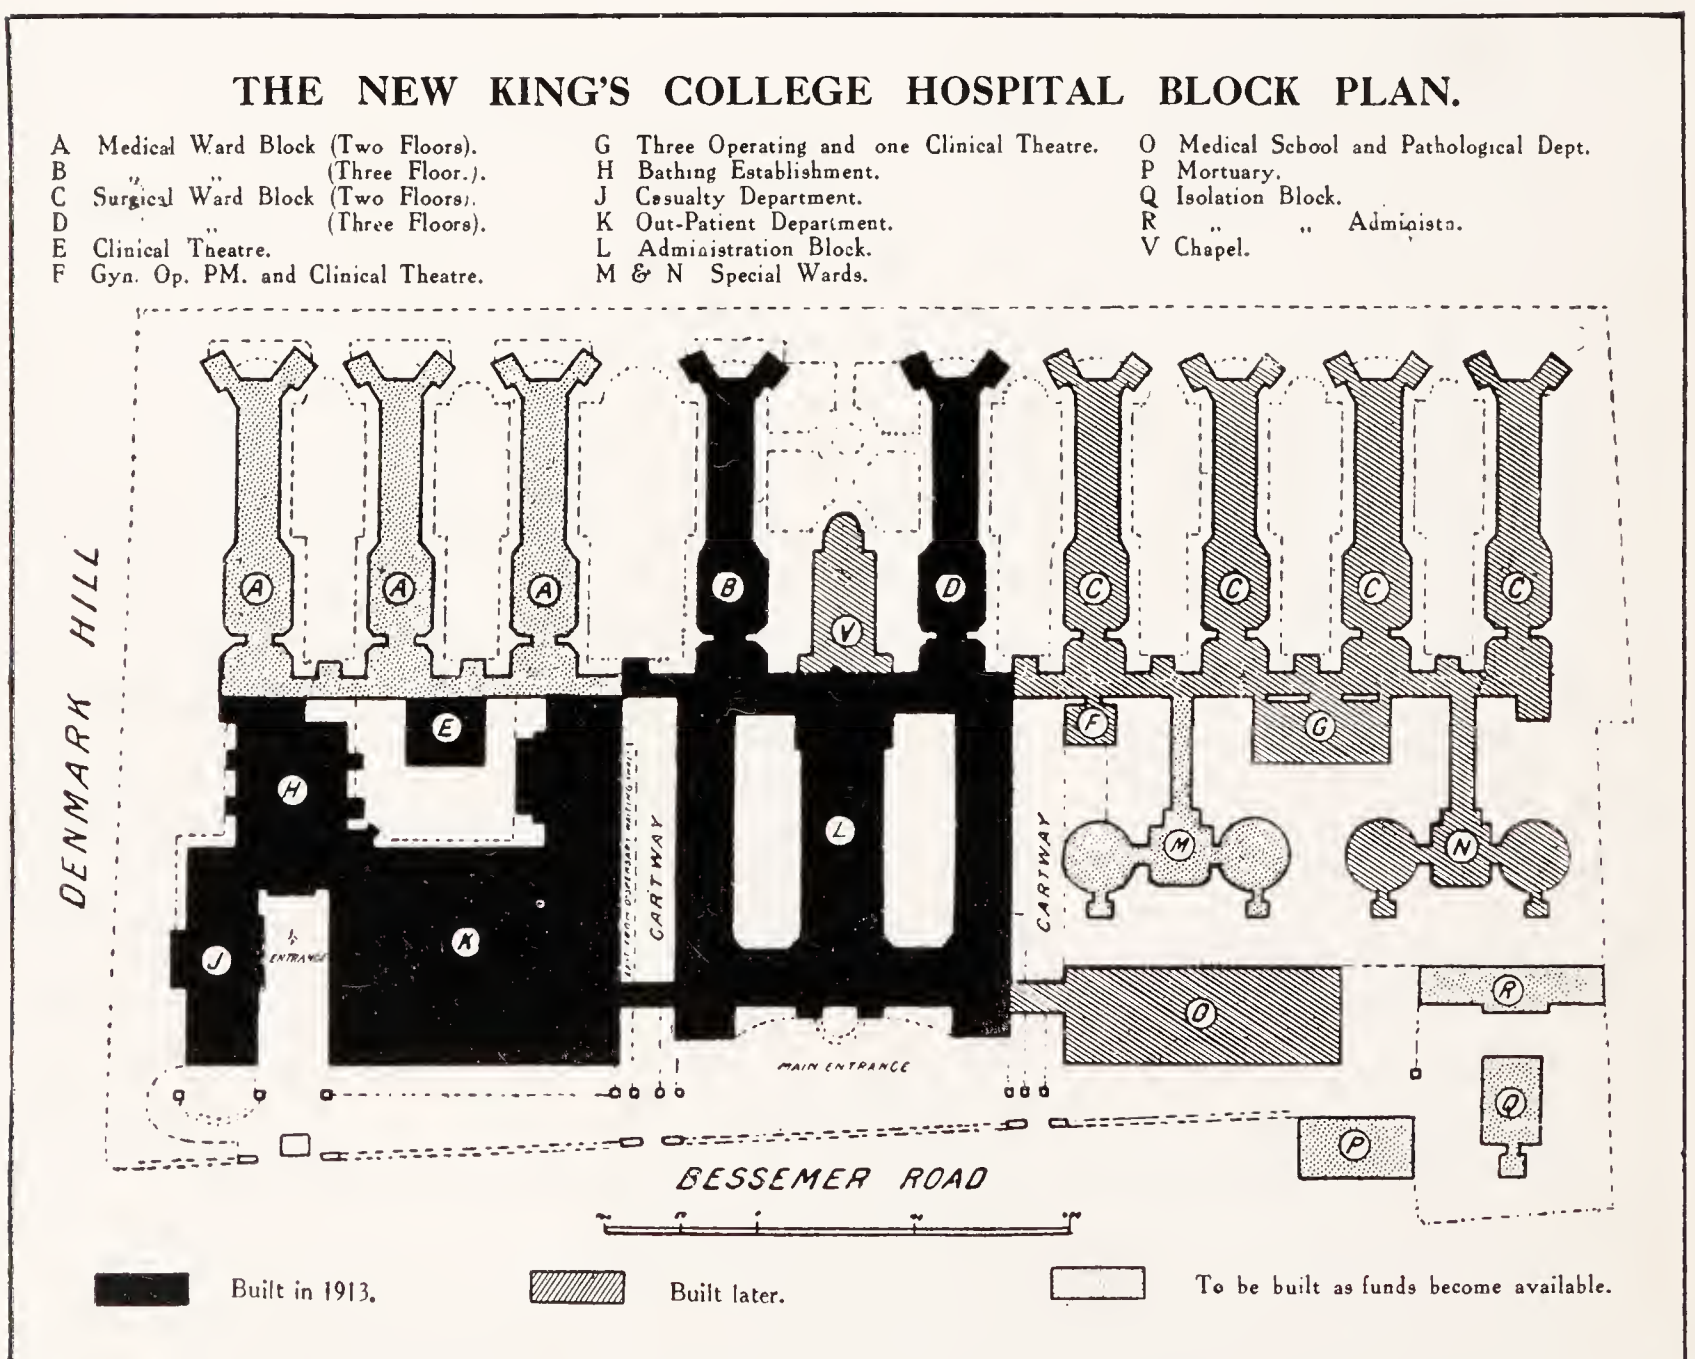 THE NEW KING'S COLLEGE HOSPITAL BLOCK PLAN.
A Medical Ward Block (Two Floors).
B ,, ,, (Three Floor.).
C Surgical Ward Block (Two Floors).
D ,, (Three Floors).
E Clinical Theatre.
F Gyn. Op. PM. and Clinical Theatre.
G Three Operating and one Clinical Theatre.
H Bathing Establishment.
J Casualty Department.
K Out-Patient Department.
L Administration Block.
M & N Special Wards.
O Medical School and Pathological Dept.
P Mortuary.
Q Isolation Block.
R ,, ,, Administn.
V Chapel.
DENMARK HILL
A
A
A
B
V
D
C
C
C
C
E
F
G
H
L
M
N
CARTWAY
CARTWAY
J
ENTRANCE
K
O
R
MAIN ENTRANCE
Q
P
BESSEMER ROAD
Built in 1913.
Built later.
To be built as funds become available.